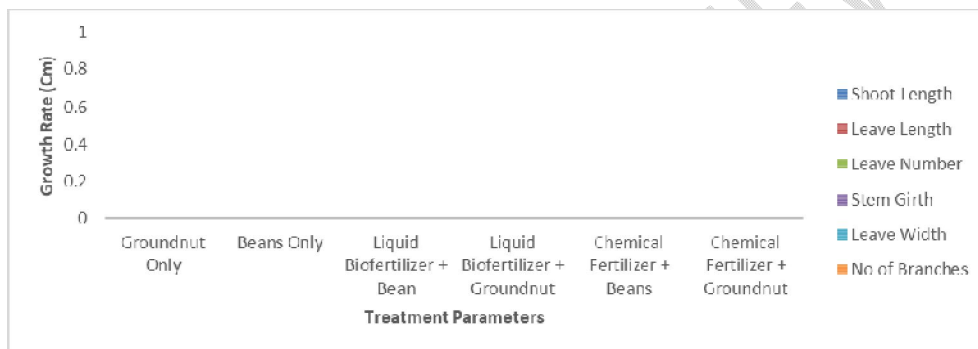 1
0.8
0.6
0.4
0.2
0
Growth Rate (Cm)
Groundnut
Only
Beans Only
Liquid
Biofertilizer +
Bean
Liquid
Biofertilizer +
Groundnut
Chemical
Fertilizer +
Beans
Chemical
Fertilizer +
Groundnut
Treatment Parameters
Shoot Length
Leave Length
Leave Number
Stem Girth
Leave Width
No of Branches